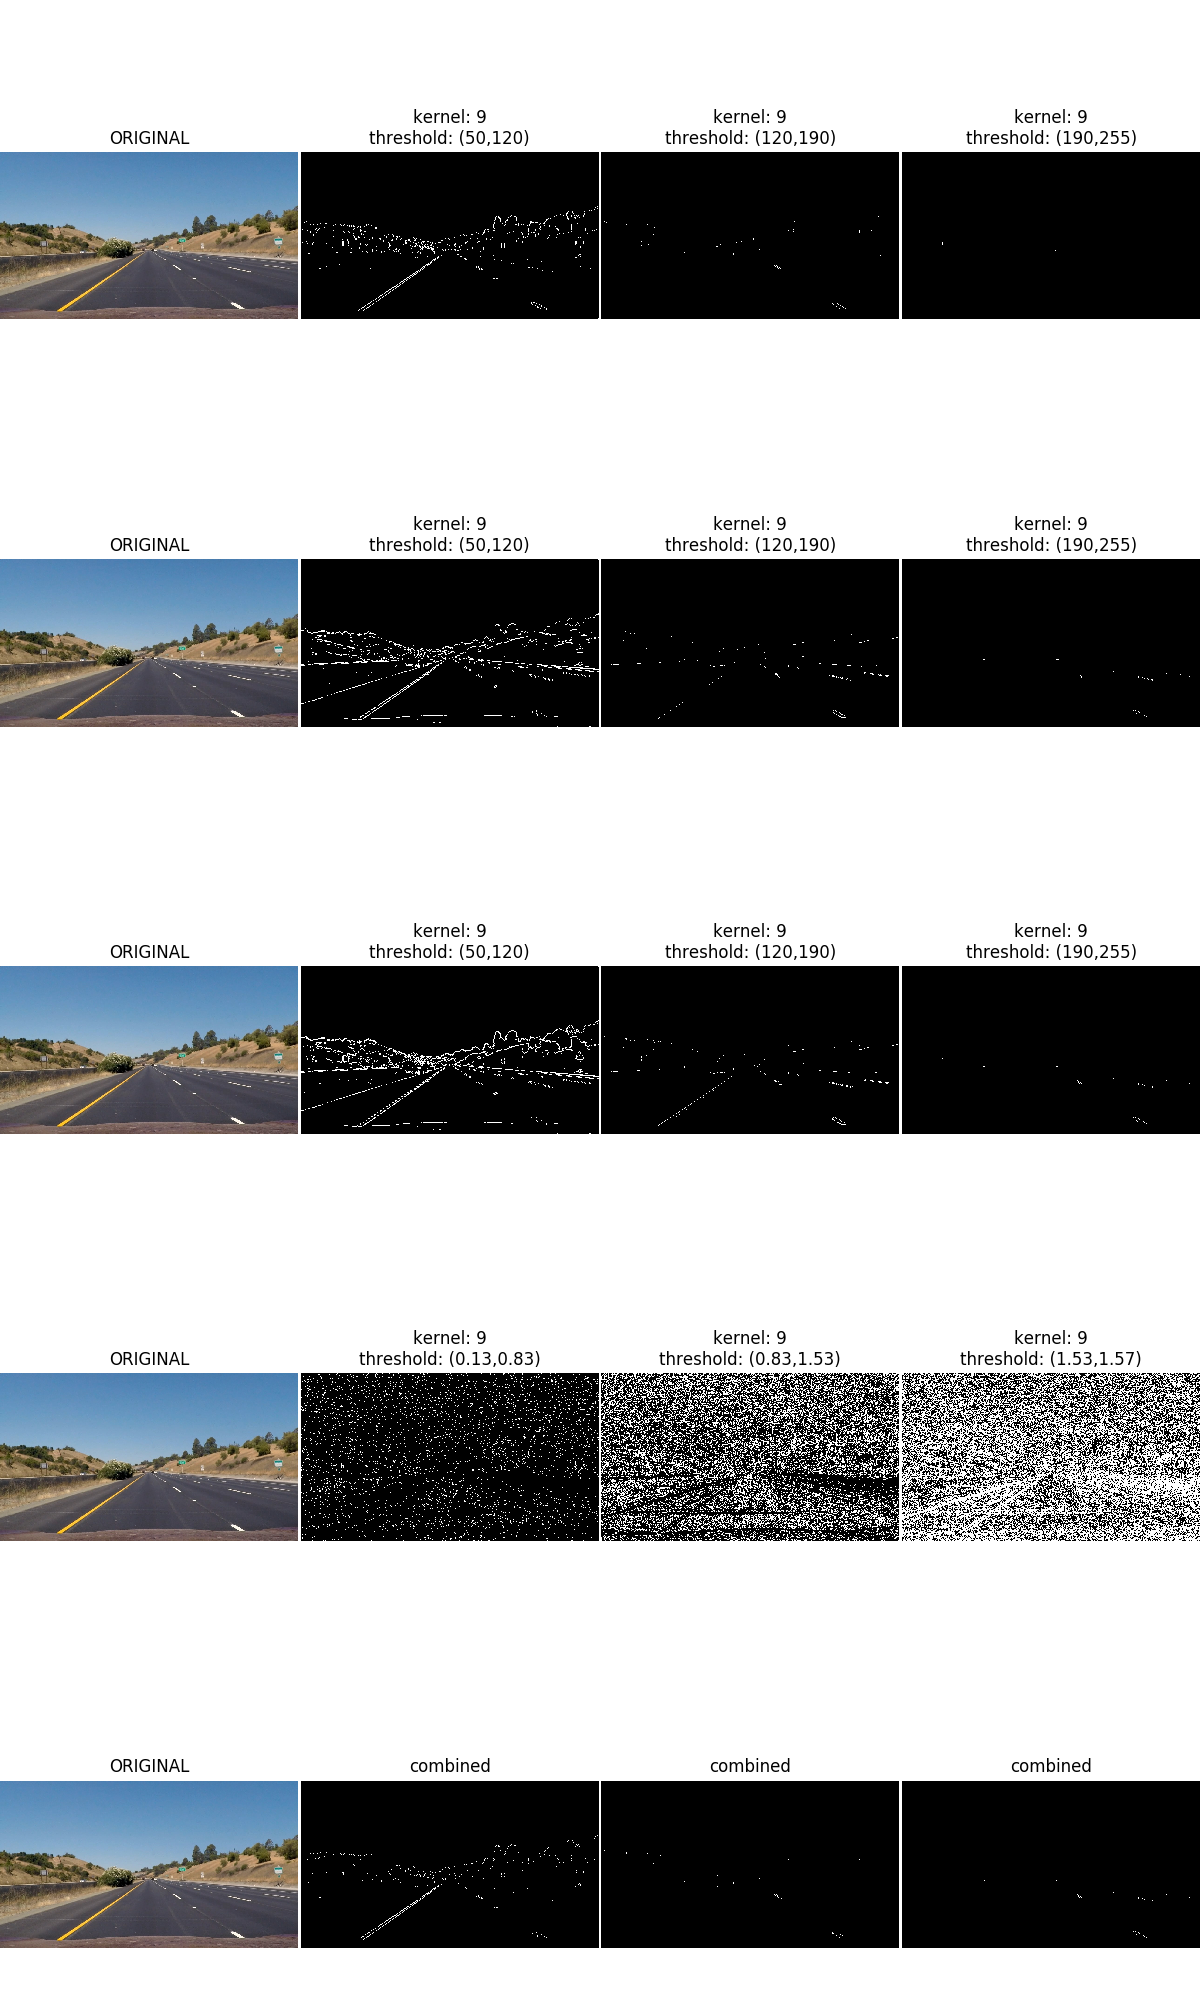 ORIGINAL
kernel: 9
threshold: (50,120)
kernel: 9
threshold: (120,190)
kernel: 9
threshold: (190,255)
ORIGINAL
kernel: 9
threshold: (50,120)
kernel: 9
threshold: (120,190)
kernel: 9
threshold: (190,255)
ORIGINAL
kernel: 9
threshold: (50,120)
kernel: 9
threshold: (120,190)
kernel: 9
threshold: (190,255)
ORIGINAL
kernel: 9
threshold: (0.13,0.83)
kernel: 9
threshold: (0.83,1.53)
kernel: 9
threshold: (1.53,1.57)
ORIGINAL
combined
combined
combined